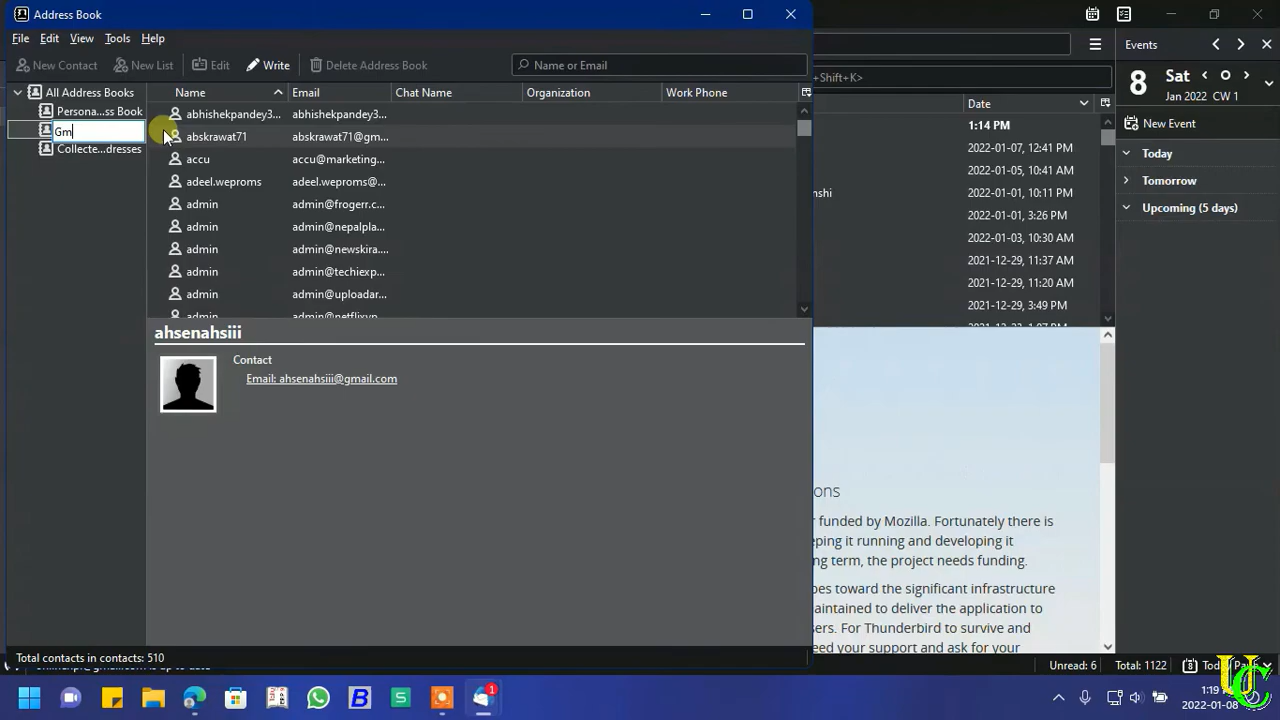 Address Book
File Edit View Tools Help
New Contact New List Edit Write Delete Address Book Name or Email
All Address Books
Persona...ss Book
Gm
Collecte...dresses
Name Email Chat Name Organization Work Phone
abhishekpandey3... abhishekpandey3...
abskrawat71 abskrawat71@gm...
accu accu@marketing...
adeel.weproms adeel.weproms@...
admin admin@frogerr.c...
admin admin@nepalpla...
admin admin@newskira...
admin admin@techiexp...
admin admin@uploadar...
admin admin@netflixvp...
ahsenahsiii
Contact
Email: ahsenahsiii@gmail.com
Total contacts in contacts: 510
+Shift+K>
Date
1:14 PM
2022-01-07, 12:41 PM
2022-01-05, 10:41 AM
nshi 2022-01-01, 10:11 PM
2022-01-01, 3:26 PM
2022-01-03, 10:30 AM
2021-12-29, 11:37 AM
2021-12-29, 11:20 AM
2021-12-29, 3:49 PM
ons
r funded by Mozilla. Fortunately there is
eping it running and developing it
ng term, the project needs funding.
oes toward the significant infrastructure
aintained to deliver the application to
sers. For Thunderbird to survive and
eed your support and ask for your
Unread: 6 Total: 1122
Events
8 Sat
Jan 2022 CW 1
New Event
Today
Tomorrow
Upcoming (5 days)
1
2022-01-08
UC